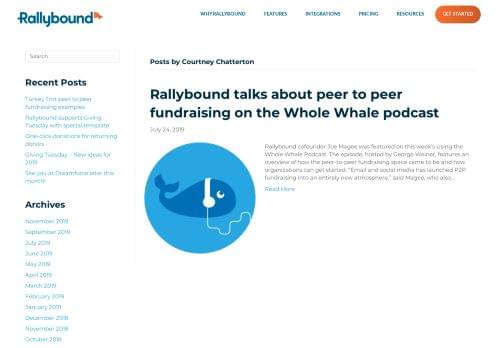 Rallybound
WHY RALLYBOUND
FEATURES
INTEGRATIONS
PRICING
RESOURCES
GET STARTED
Search
Recent Posts
Turkey Trot peer to peer
fundraising examples
Rallybound supports Giving
Tuesday with special template
One-click donations for returning
donors
Giving Tuesday – New ideas for
2019
See you at Dreamforce later this
month!
Archives
November 2019
September 2019
July 2019
June 2019
May 2019
April 2019
March 2019
February 2019
January 2019
December 2018
November 2018
October 2018
Posts by Courtney Chatterton
Rallybound talks about peer to peer
fundraising on the Whole Whale podcast
July 24, 2019
Rallybound cofounder Joe Magee was featured on this week's using the
Whole Whale Podcast. The episode, hosted by George Weiner, features an
overview of how the peer-to-peer fundraising space came to be and how
organizations can get started. "Email and social media has launched P2P
fundraising into an entirely new atmosphere," said Magee, who also...
Read More